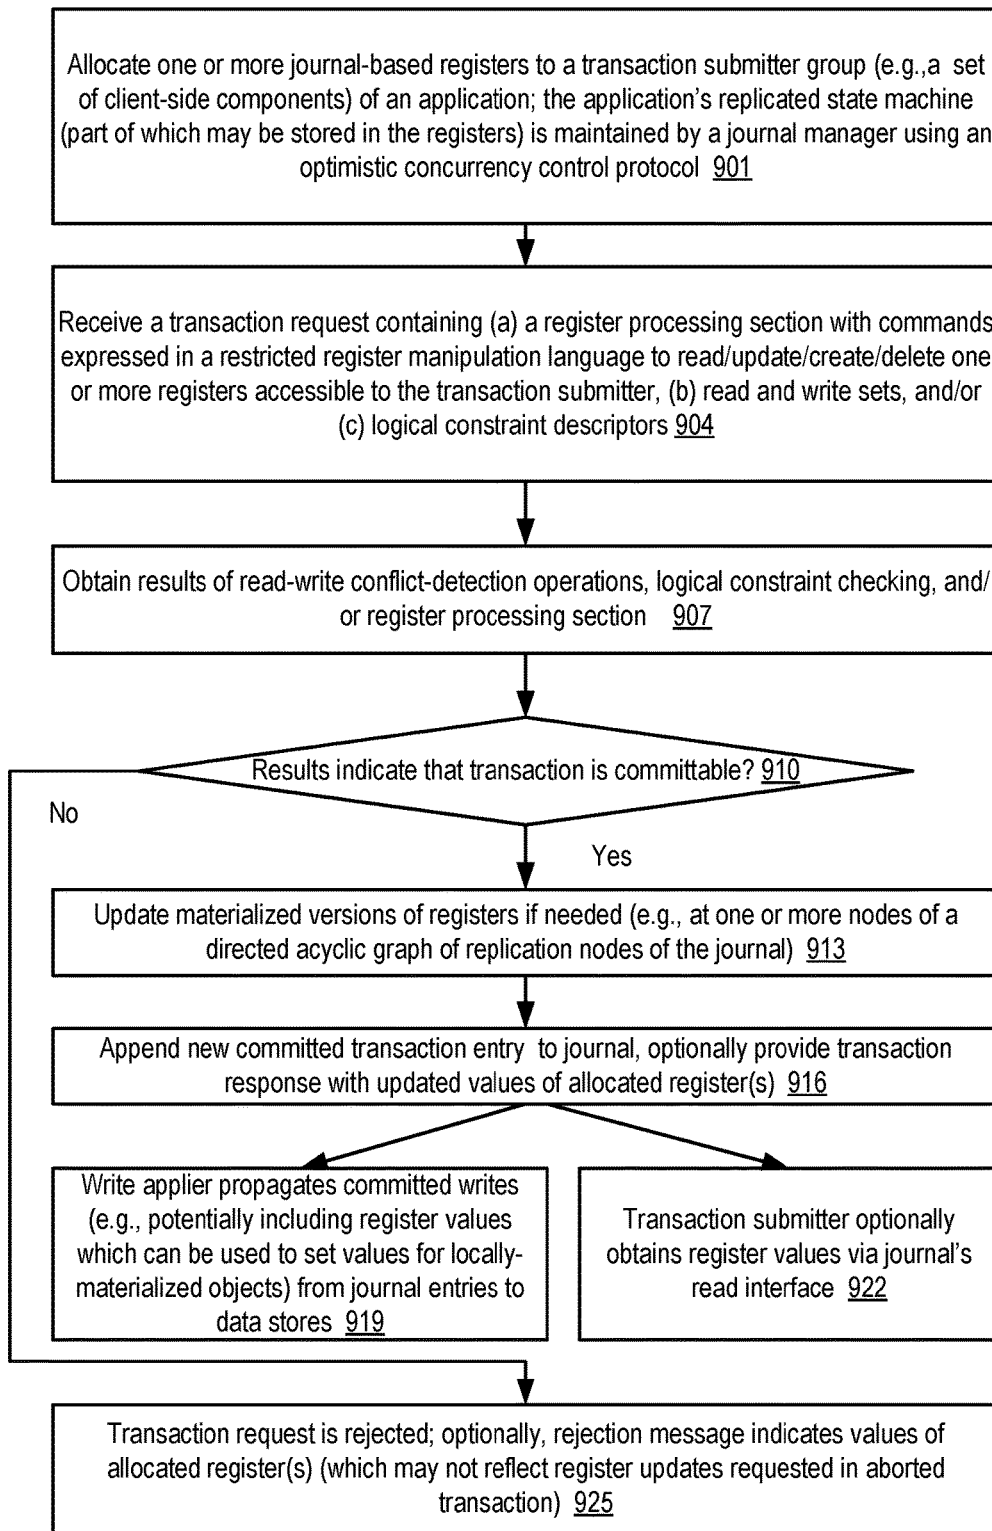 Allocate one or more journal-based registers to a transaction submitter group (e.g.,a set
of client-side components) of an application; the application's replicated state machine
(part of which may be stored in the registers) is maintained by a journal manager using an
optimistic concurrency control protocol 901
Receive a transaction request containing (a) a register processing section with commands
expressed in a restricted register manipulation language to read/update/create/delete one
or more registers accessible to the transaction submitter, (b) read and write sets, and/or
(c) logical constraint descriptors 904
Obtain results of read-write conflict-detection operations, logical constraint checking, and/
or register processing section 907
Results indicate that transaction is committable? 910
No
Yes
Update materialized versions of registers if needed (e.g., at one or more nodes of a
directed acyclic graph of replication nodes of the journal) 913
Append new committed transaction entry to journal, optionally provide transaction
response with updated values of allocated register(s) 916
Write applier propagates committed writes
(e.g., potentially including register values
which can be used to set values for locally-
materialized objects) from journal entries to
data stores 919
Transaction submitter optionally
obtains register values via journal's
read interface 922
Transaction request is rejected; optionally, rejection message indicates values of
allocated register(s) (which may not reflect register updates requested in aborted
transaction) 925